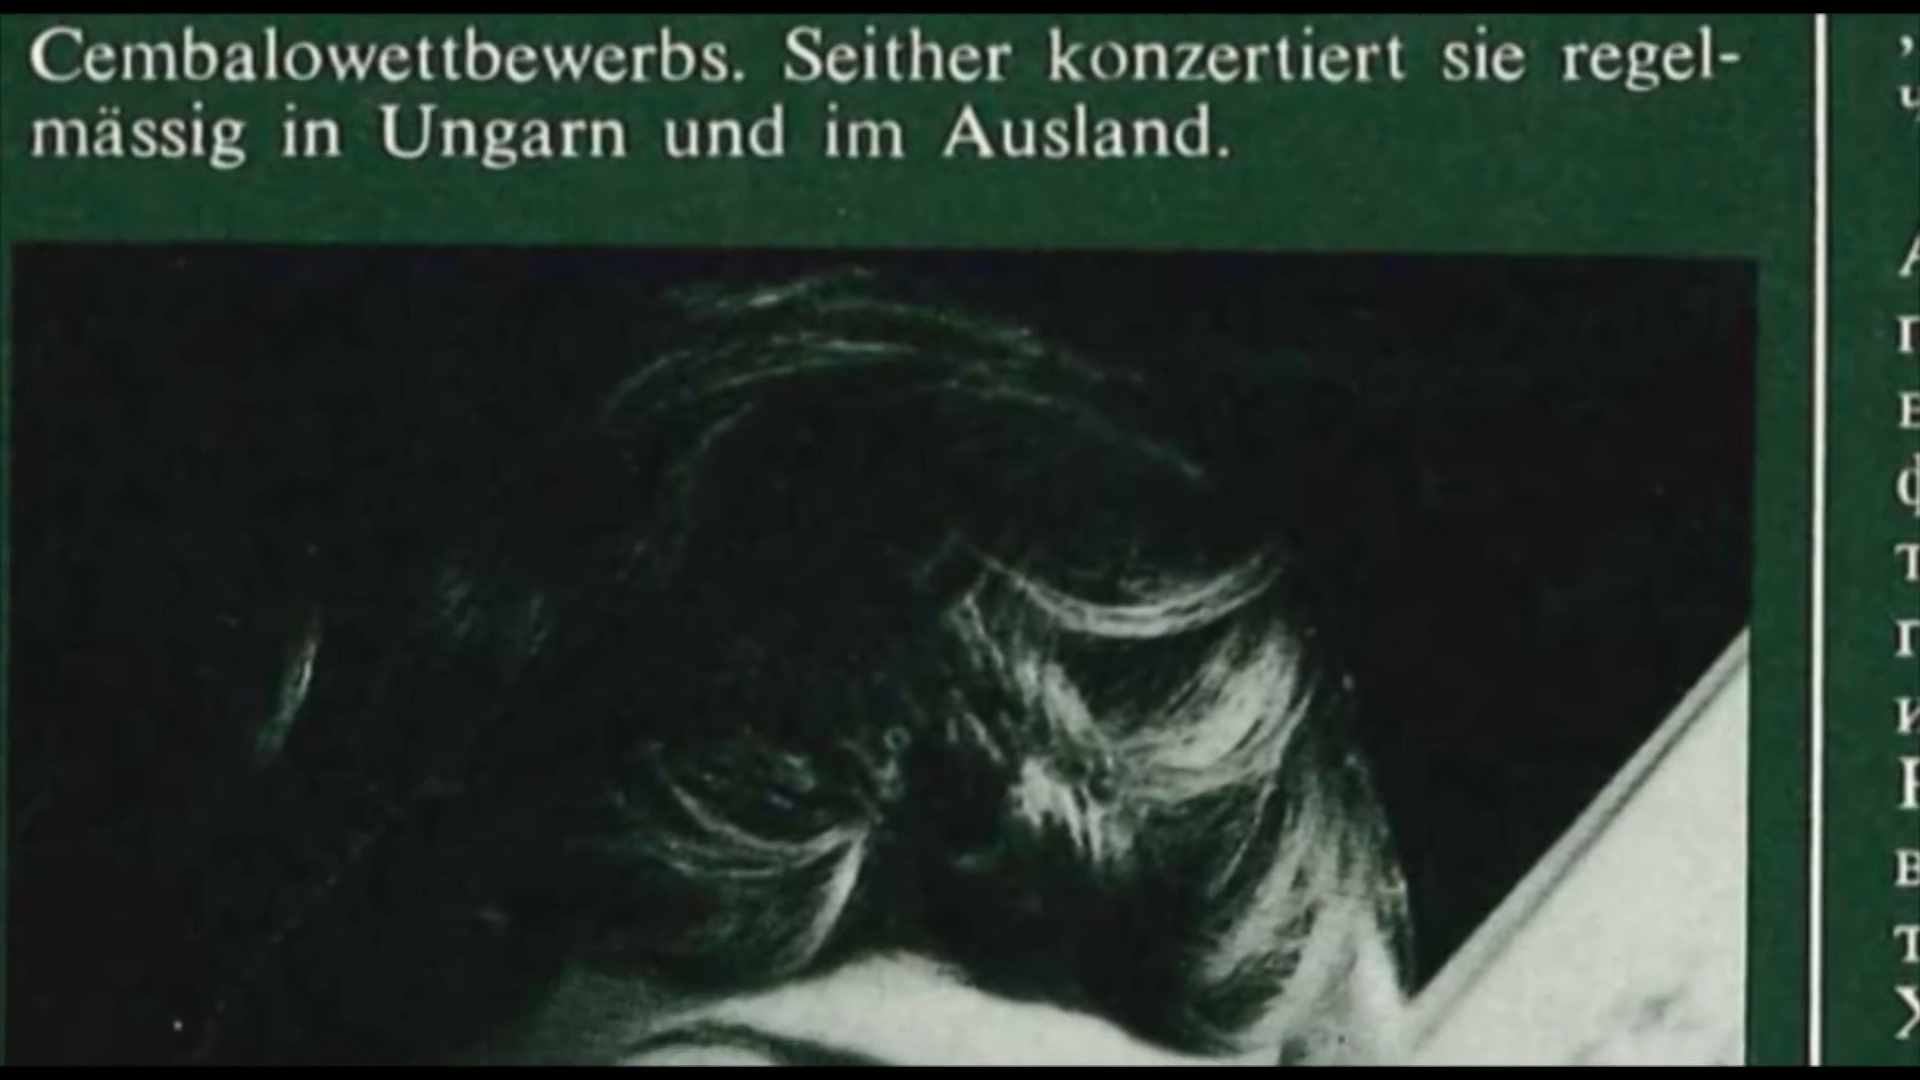 Cembalowettbewerbs. Seither konzertiert sie regel-
mässig in Ungarn und im Ausland.